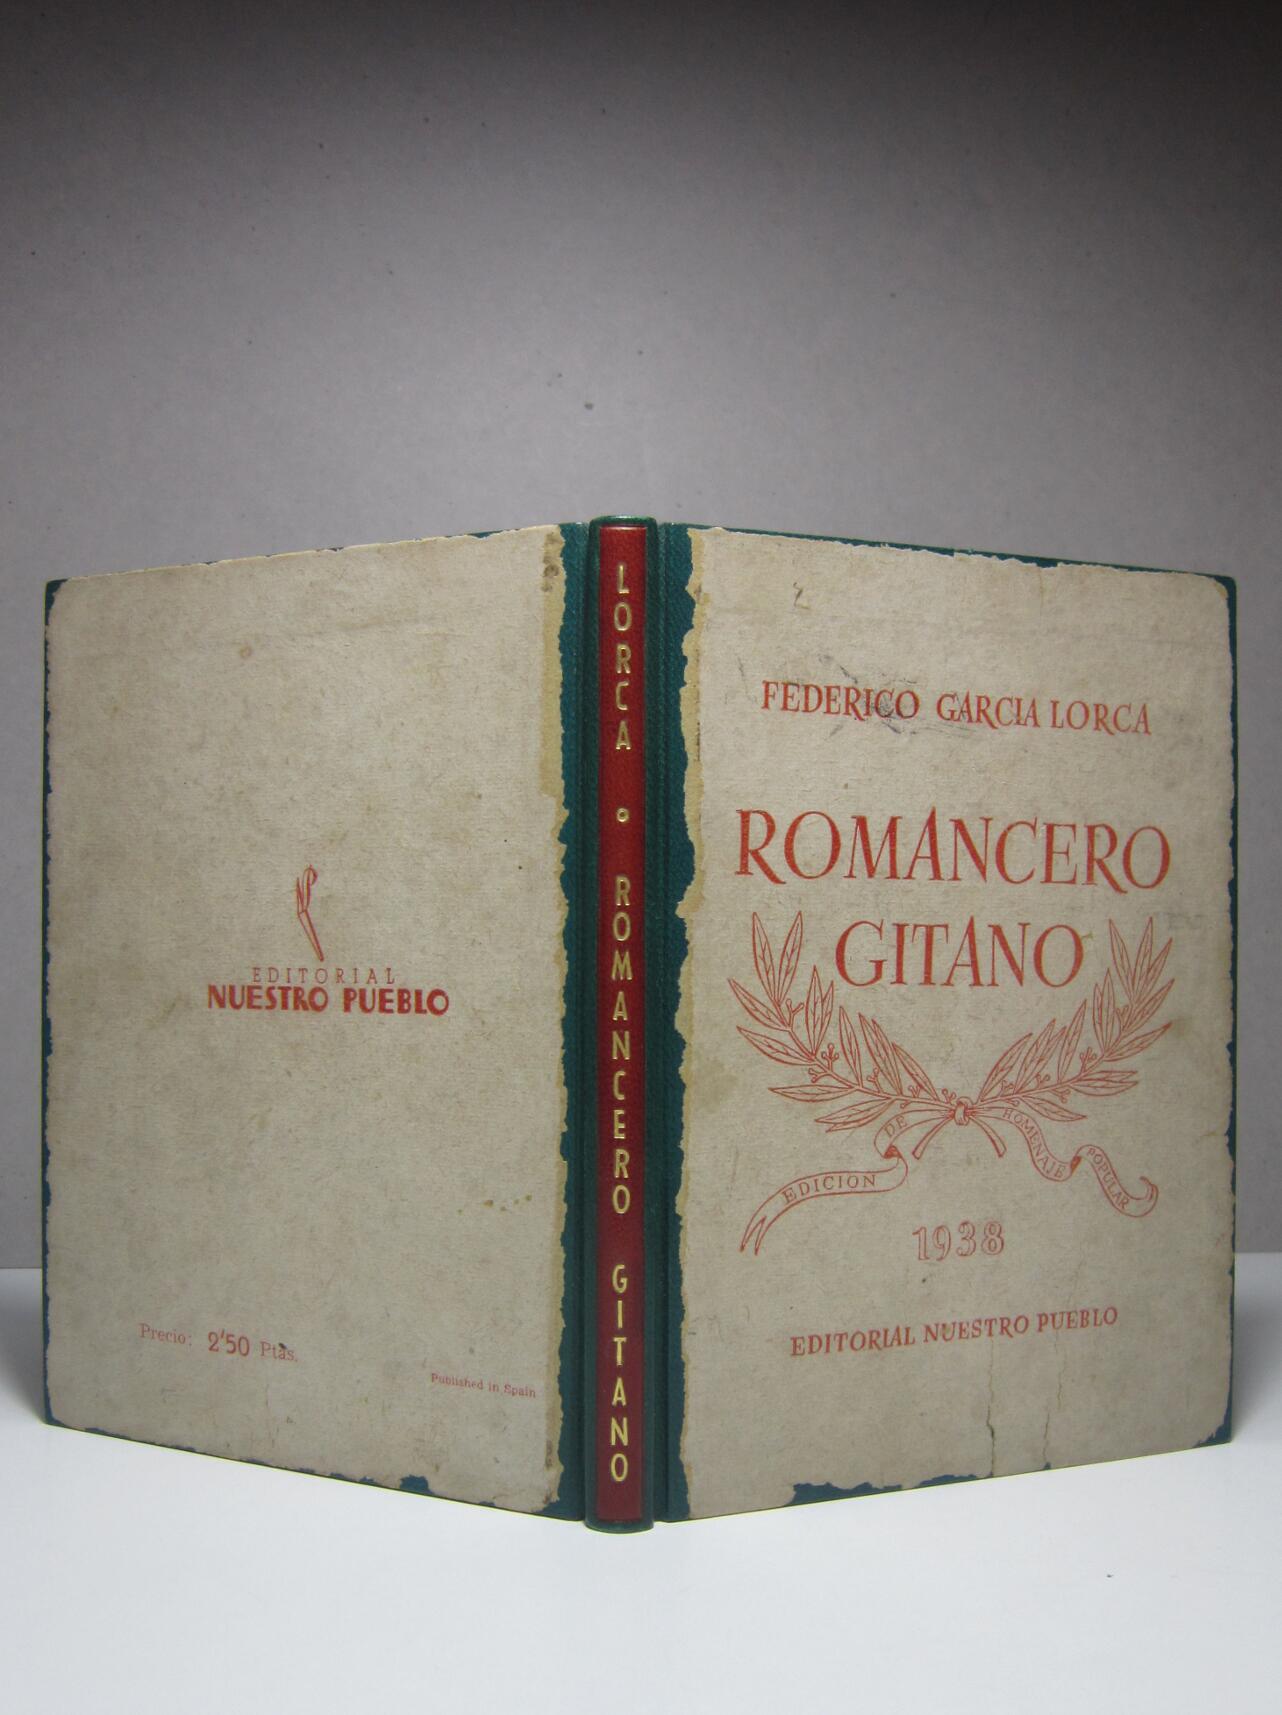 EDITORIAL
NUESTRO PUEBLO
Precio: 2'50 Ptas.
Published in Spain
LORCA o ROMANCERO GITANO
FEDERICO GARCIA LORCA
ROMANCERO
GITANO
EDICION DE HOMENAJE POPULAR
1938
EDITORIAL NUESTRO PUEBLO